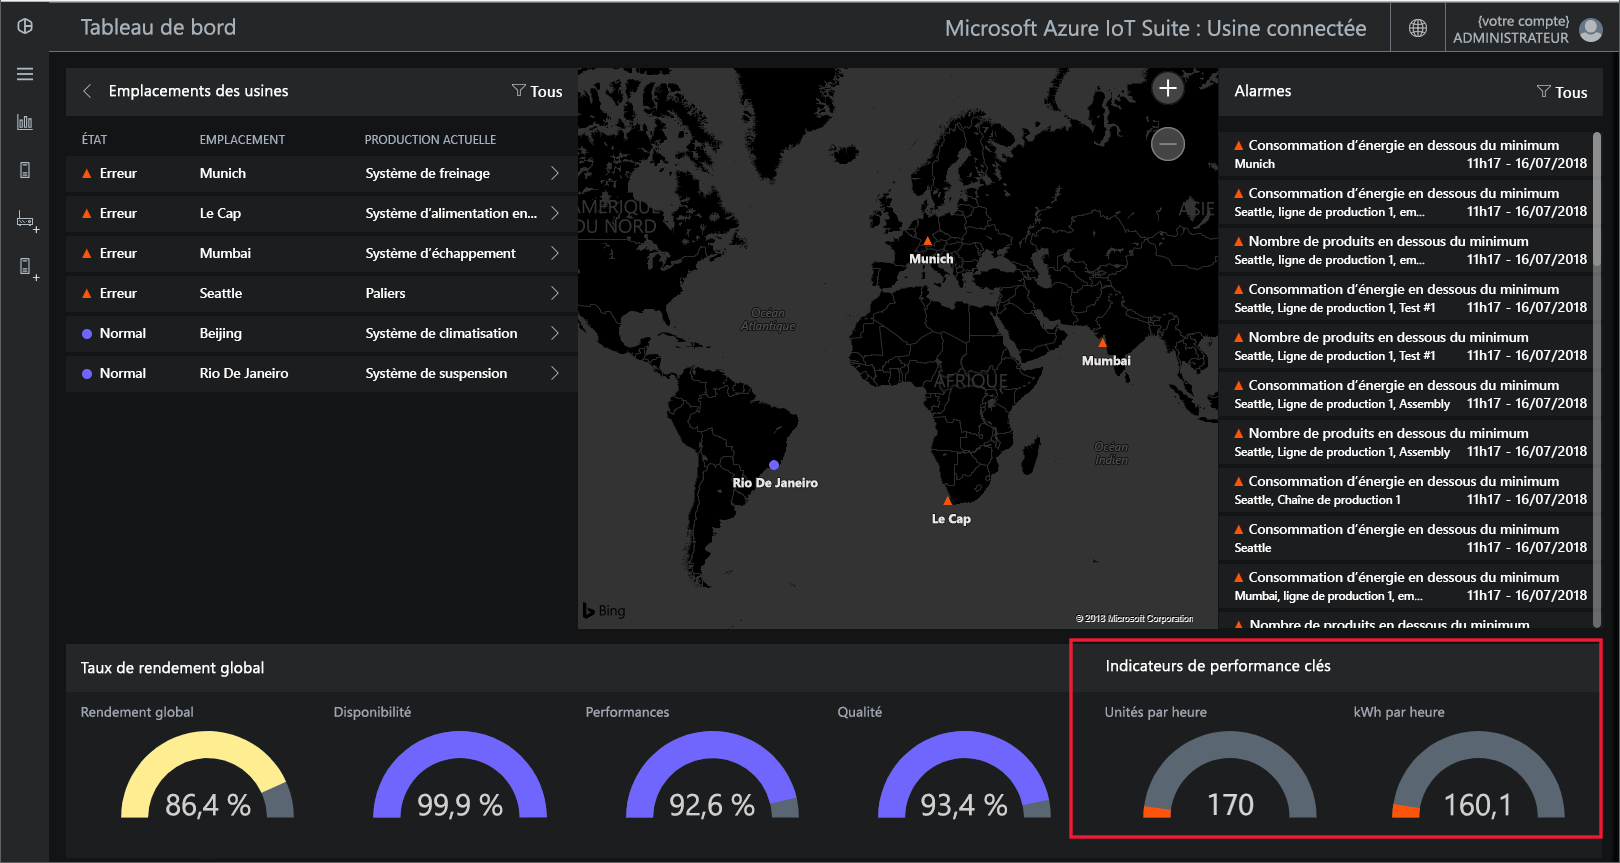 Tableau de bord
Microsoft Azure IoT Suite : Usine connectée
{votre compte}
ADMINISTRATEUR
Emplacements des usines
Tous
ÉTAT EMPLACEMENT PRODUCTION ACTUELLE
Erreur Munich Système de freinage
Erreur Le Cap Système d'alimentation en...
Erreur Mumbai Système d'échappement
Erreur Seattle Paliers
Normal Beijing Système de climatisation
Normal Rio De Janeiro Système de suspension
AMÉRIQUE
DU NORD
ASIE
Munich
Océan
Atlantique
Mumbai
AFRIQUE
Océan
Indien
Rio De Janeiro
Le Cap
Bing
© 2018 Microsoft Corporation
Alarmes
Tous
Consommation d'énergie en dessous du minimum
Munich 11h17 - 16/07/2018
Consommation d'énergie en dessous du minimum
Seattle, ligne de production 1, em... 11h17 - 16/07/2018
Nombre de produits en dessous du minimum
Seattle, ligne de production 1, em... 11h17 - 16/07/2018
Consommation d'énergie en dessous du minimum
Seattle, Ligne de production 1, Test #1 11h17 - 16/07/2018
Nombre de produits en dessous du minimum
Seattle, Ligne de production 1, Test #1 11h17 - 16/07/2018
Consommation d'énergie en dessous du minimum
Seattle, Ligne de production 1, Assembly 11h17 - 16/07/2018
Nombre de produits en dessous du minimum
Seattle, Ligne de production 1, Assembly 11h17 - 16/07/2018
Consommation d'énergie en dessous du minimum
Seattle, Chaîne de production 1 11h17 - 16/07/2018
Consommation d'énergie en dessous du minimum
Seattle 11h17 - 16/07/2018
Consommation d'énergie en dessous du minimum
Mumbai, ligne de production 1, em... 11h17 - 16/07/2018
Nombre de produits en dessous du minimum
Taux de rendement global
Rendement global
86,4 %
Disponibilité
99,9 %
Performances
92,6 %
Qualité
93,4 %
Indicateurs de performance clés
Unités par heure
170
kWh par heure
160,1